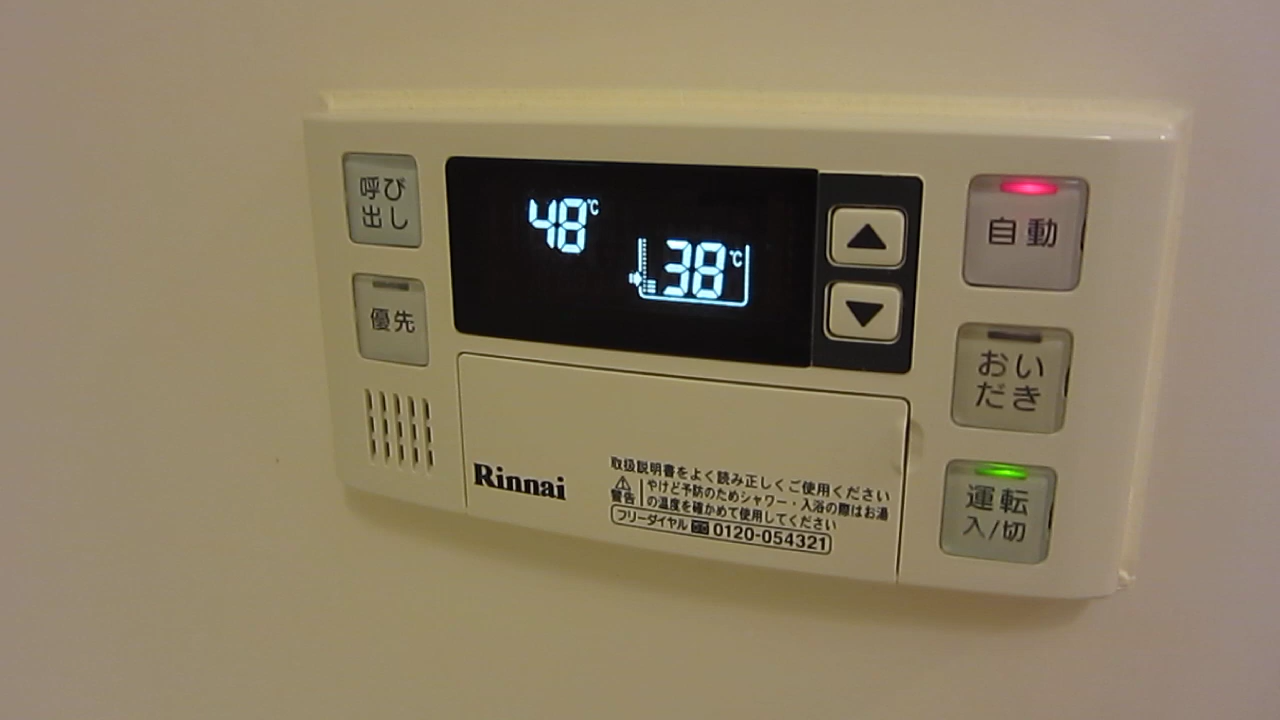 呼び
出し
優先
48℃
38℃
自動
おい
だき
運転
入/切
Rinnai
取扱説明書をよく読み正しくご使用ください
警告
やけど予防のためシャワー・入浴の際はお湯
の温度を確かめて使用してください
フリーダイヤル 0120-054321